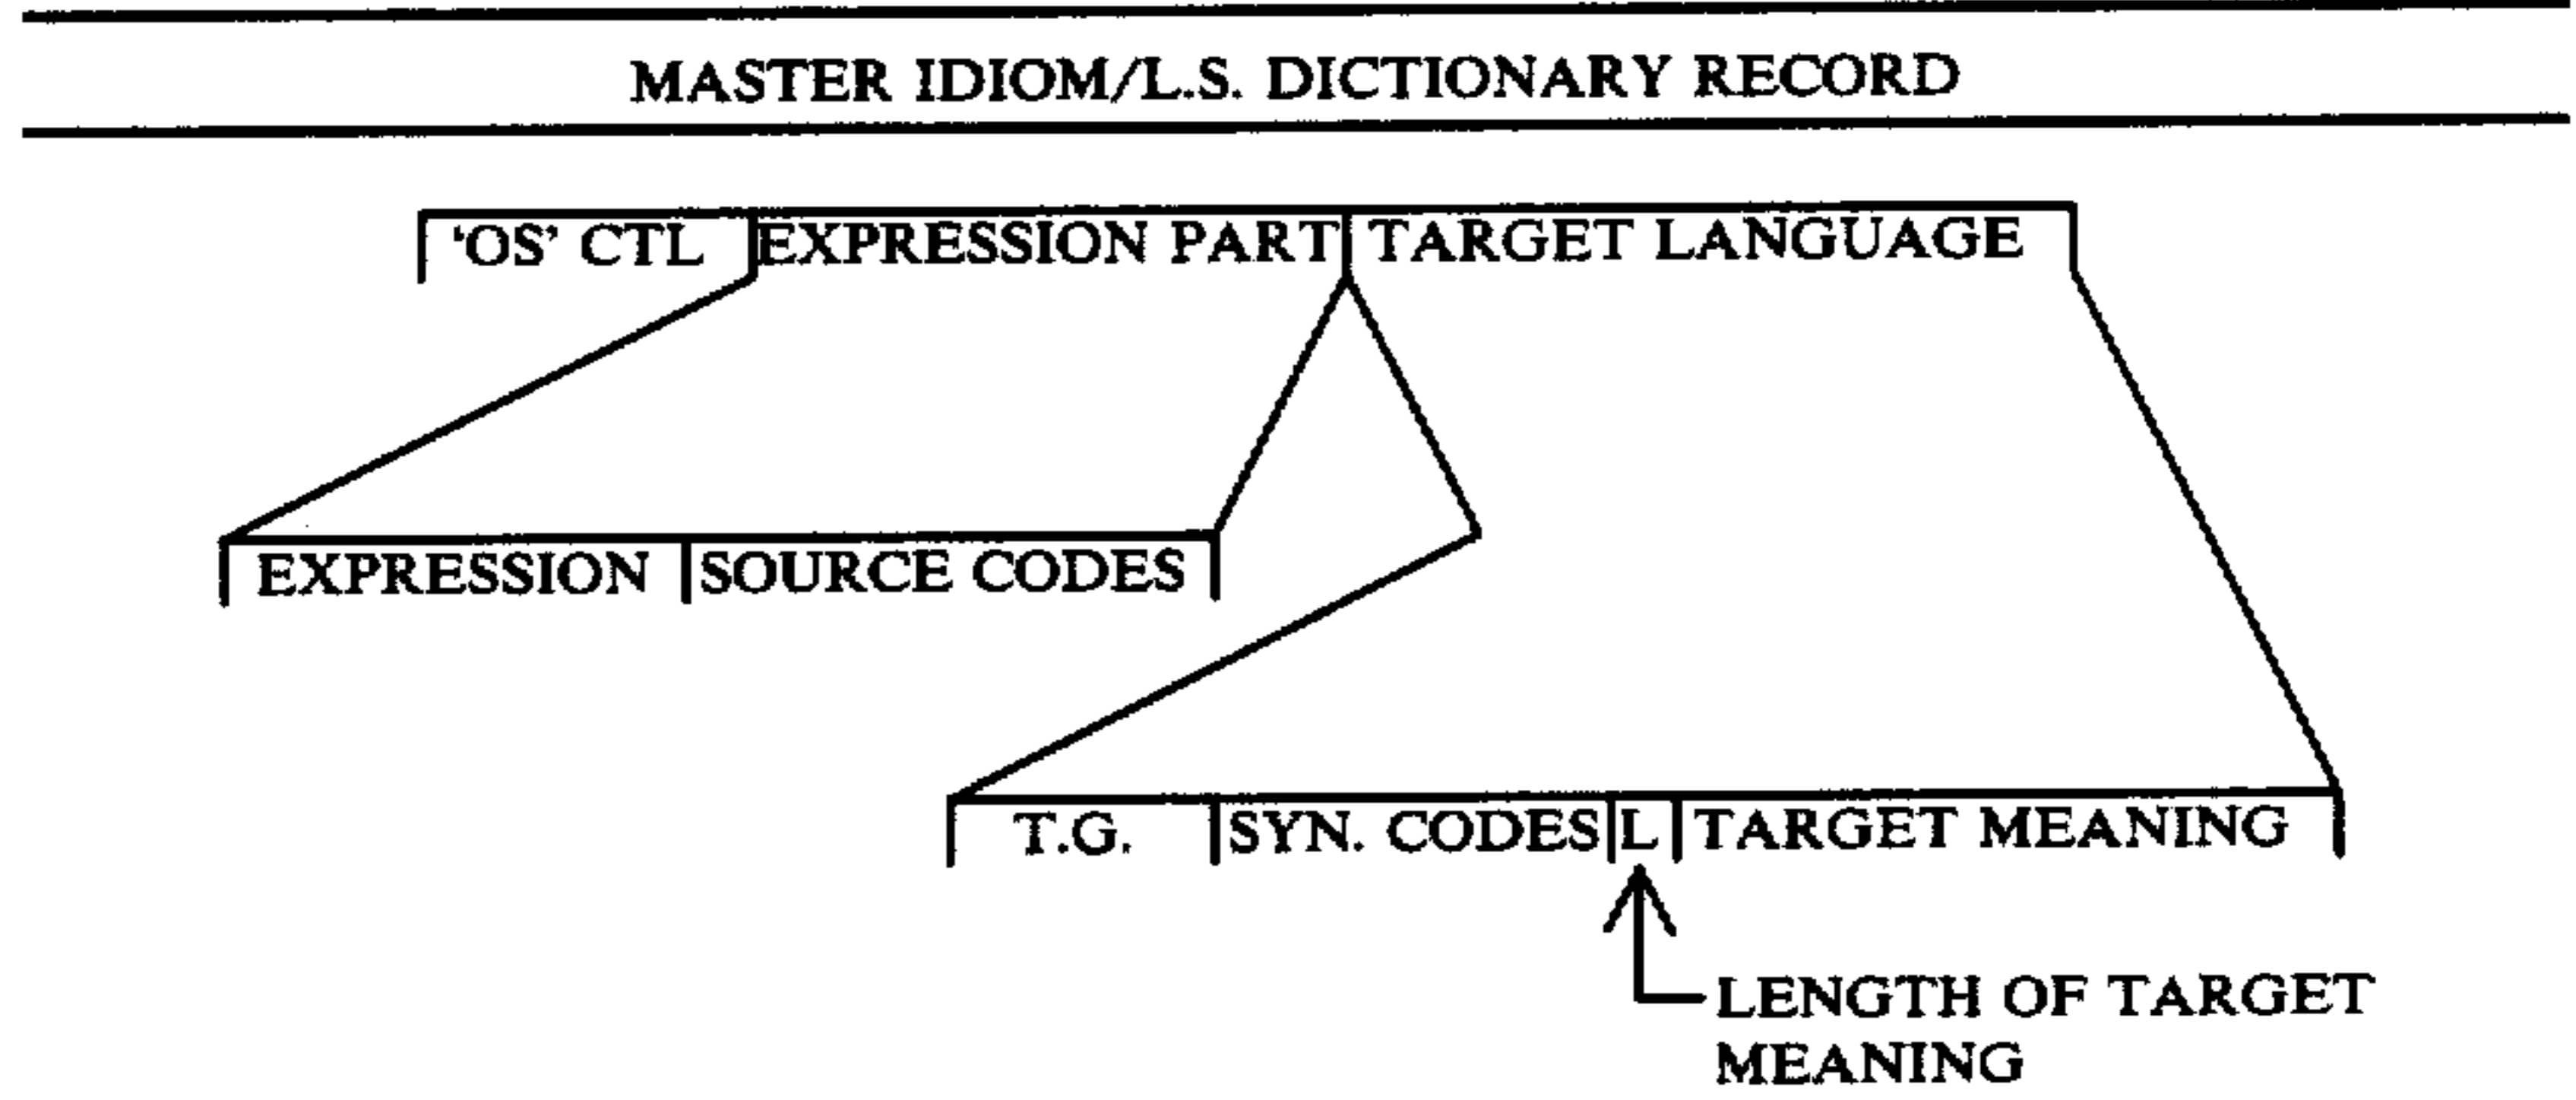 MASTER IDIOM/L.S. DICTIONARY RECORD
'OS' CTL EXPRESSION PART TARGET LANGUAGE
EXPRESSION SOURCE CODES
T.G. SYN. CODES L TARGET MEANING
LENGTH OF TARGET
MEANING